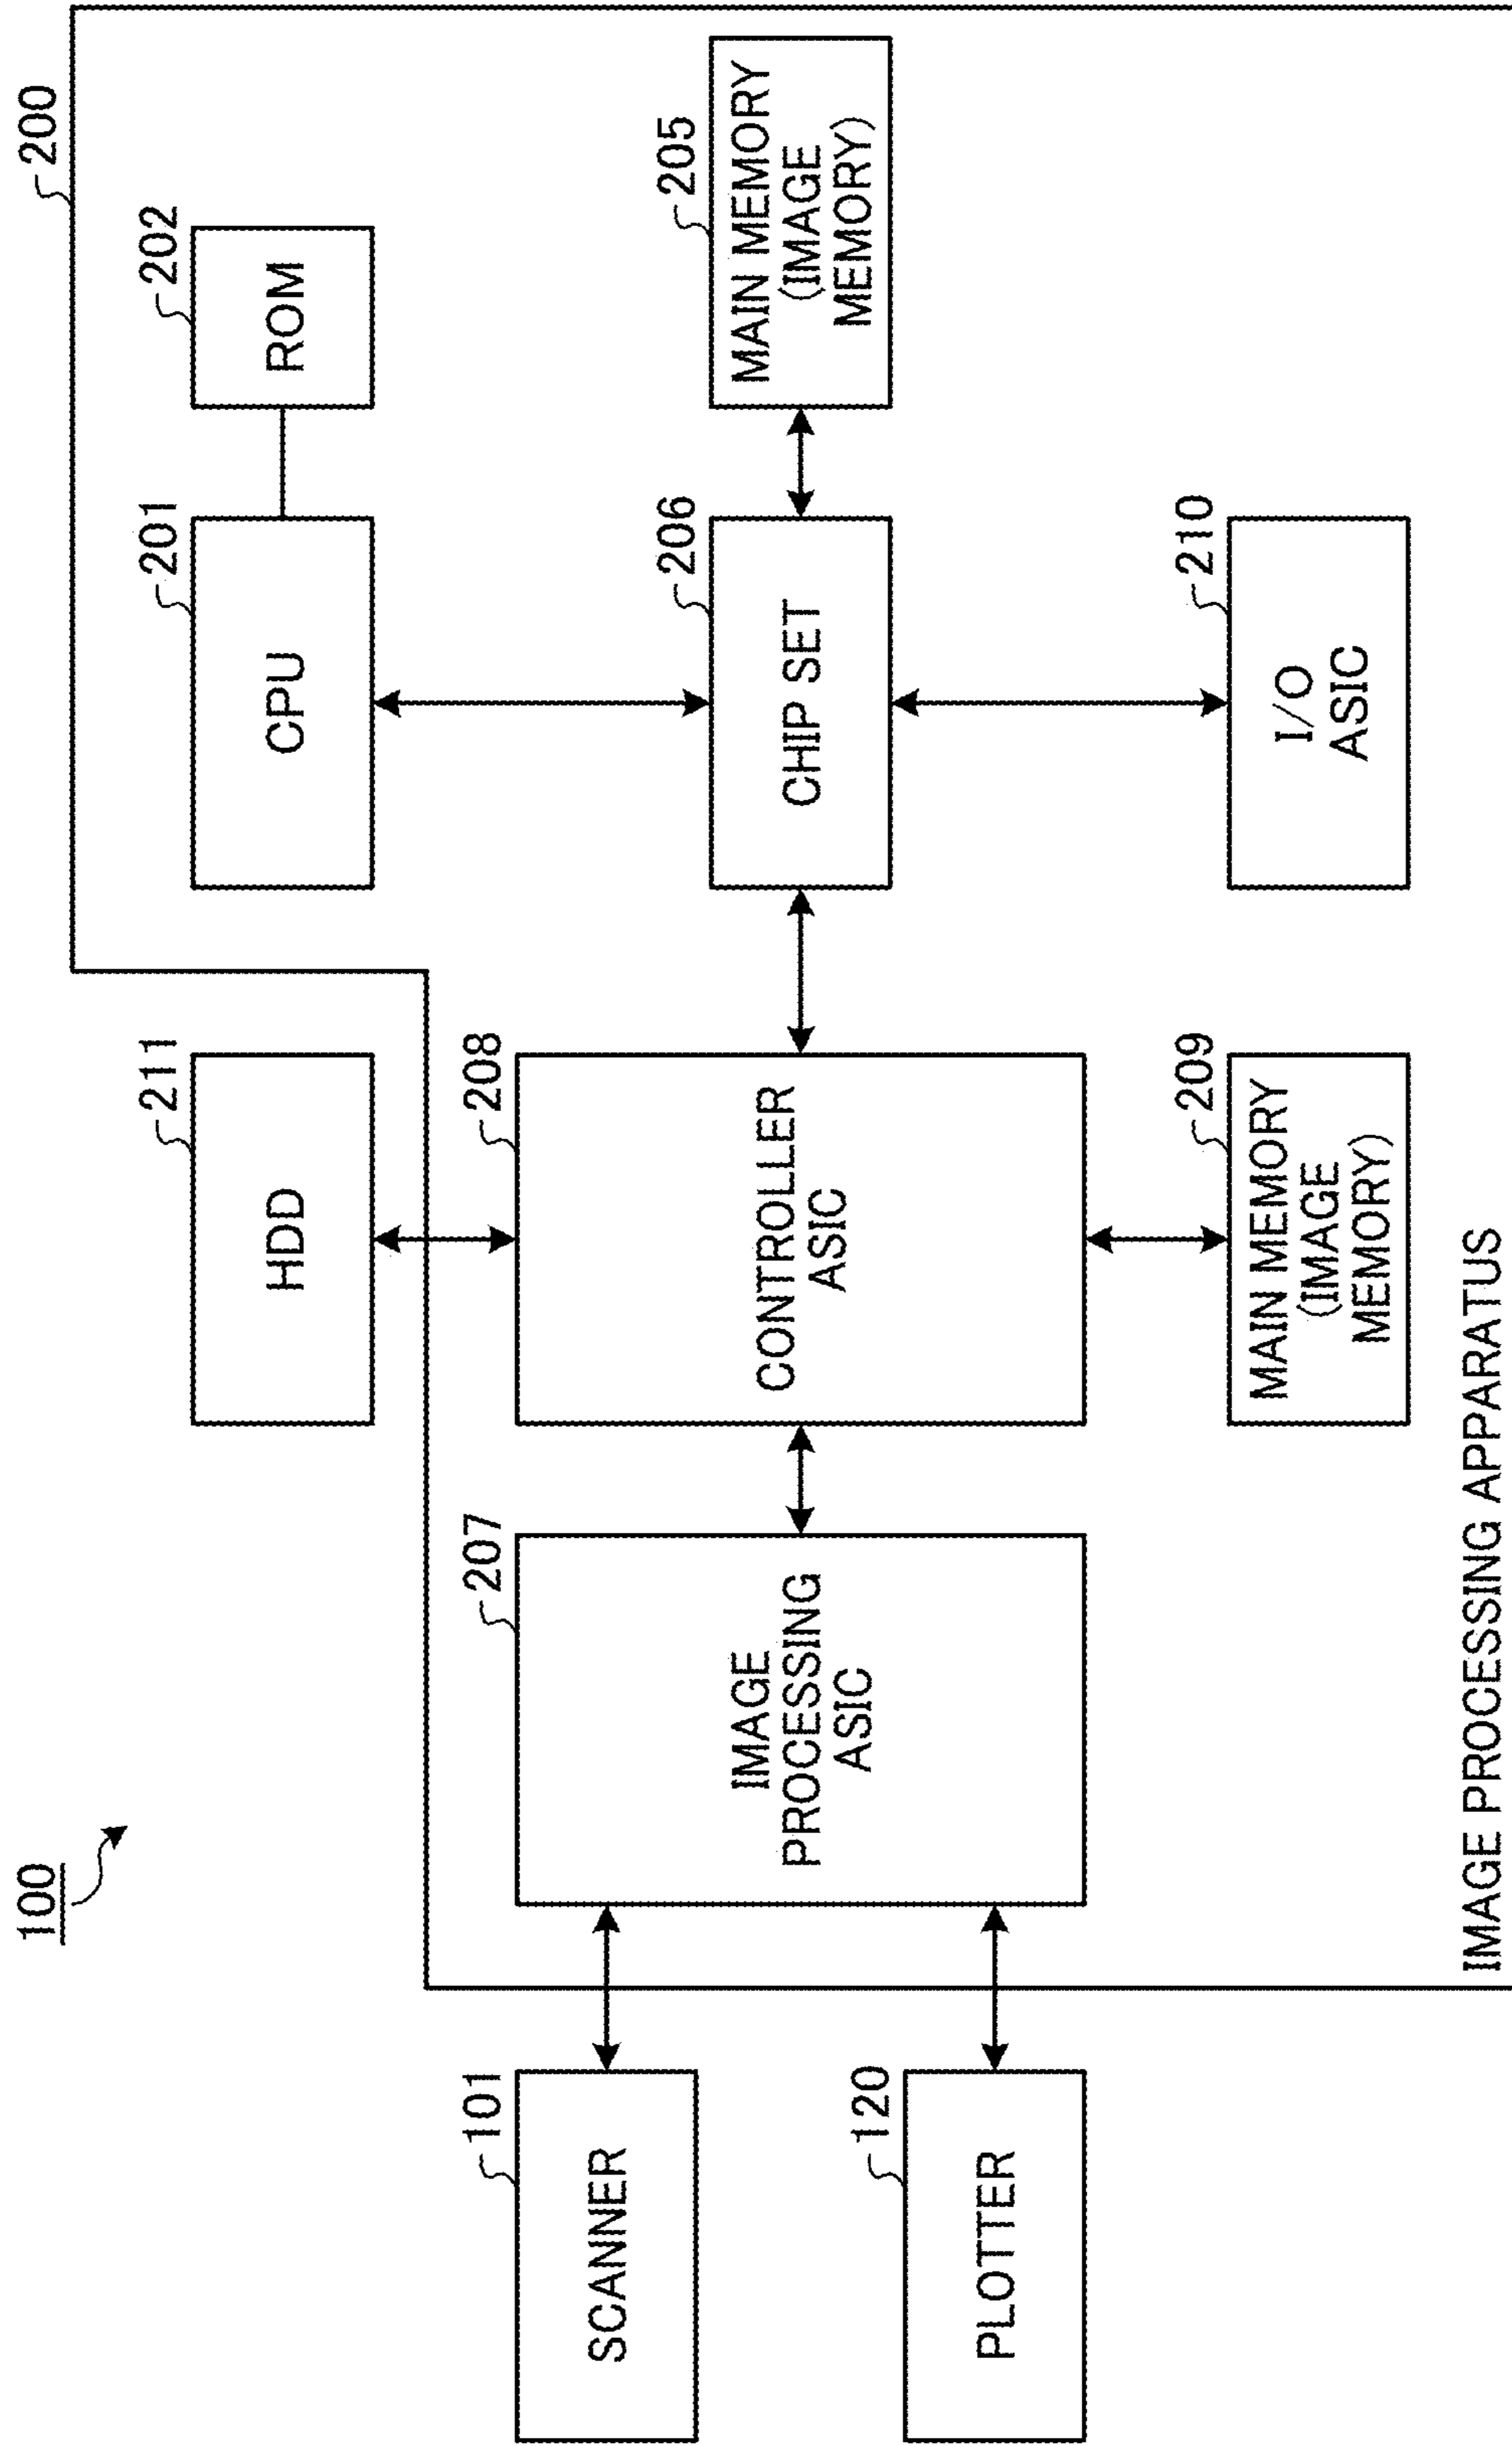 100
200
211
HDD
201
CPU
202
ROM
101
SCANNER
207
IMAGE
PROCESSING
ASIC
208
CONTROLLER
ASIC
206
CHIP SET
205
MAIN MEMORY
(IMAGE
MEMORY)
120
PLOTTER
209
MAIN MEMORY
(IMAGE
MEMORY)
210
I/O
ASIC
IMAGE PROCESSING APPARATUS